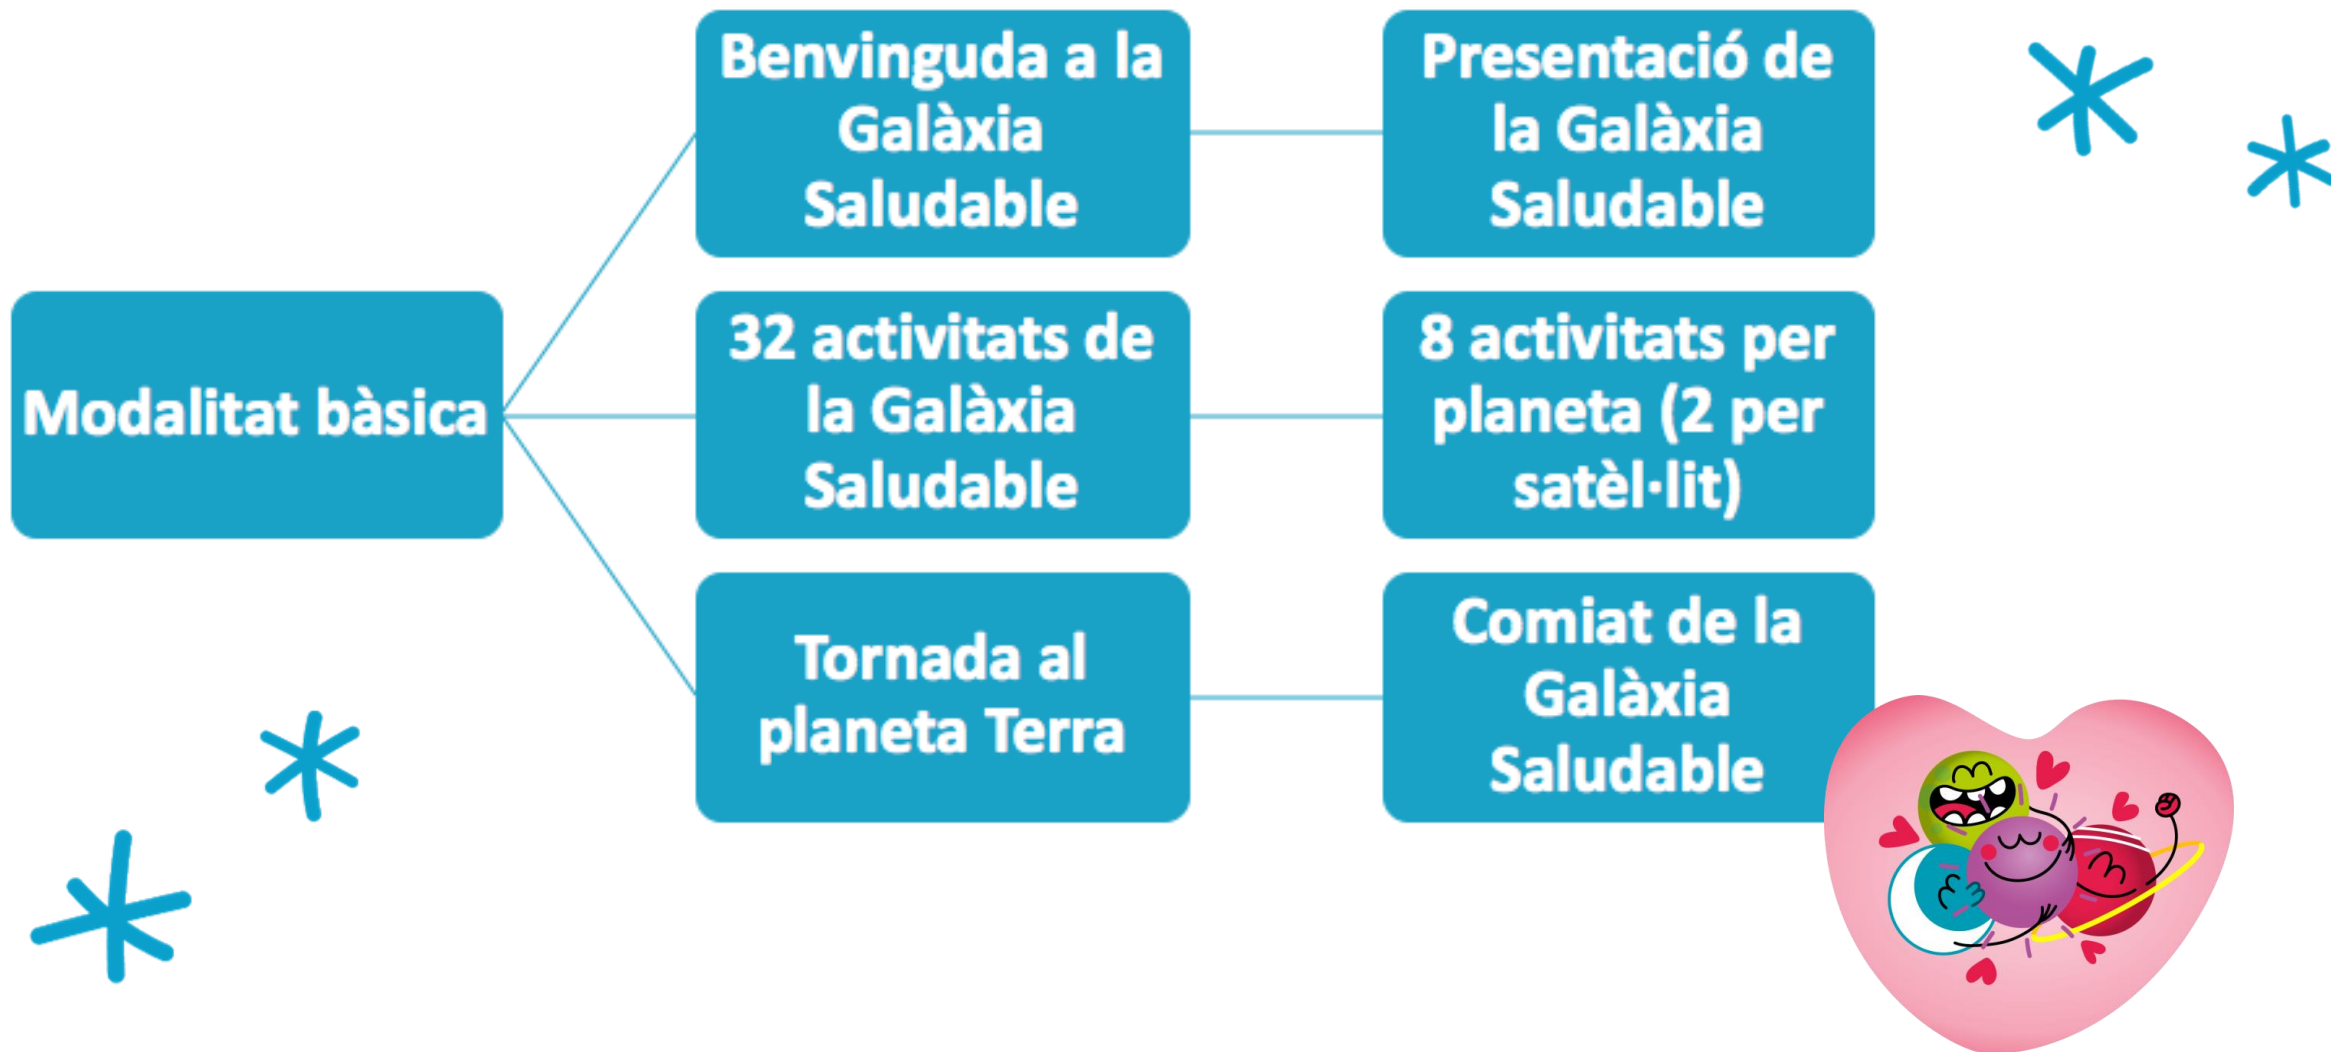 Modalitat bàsica
Benvinguda a la
Galàxia
Saludable
Presentació de
la Galàxia
Saludable
32 activitats de
la Galàxia
Saludable
8 activitats per
planeta (2 per
satèl·lit)
Tornada al
planeta Terra
Comiat de la
Galàxia
Saludable